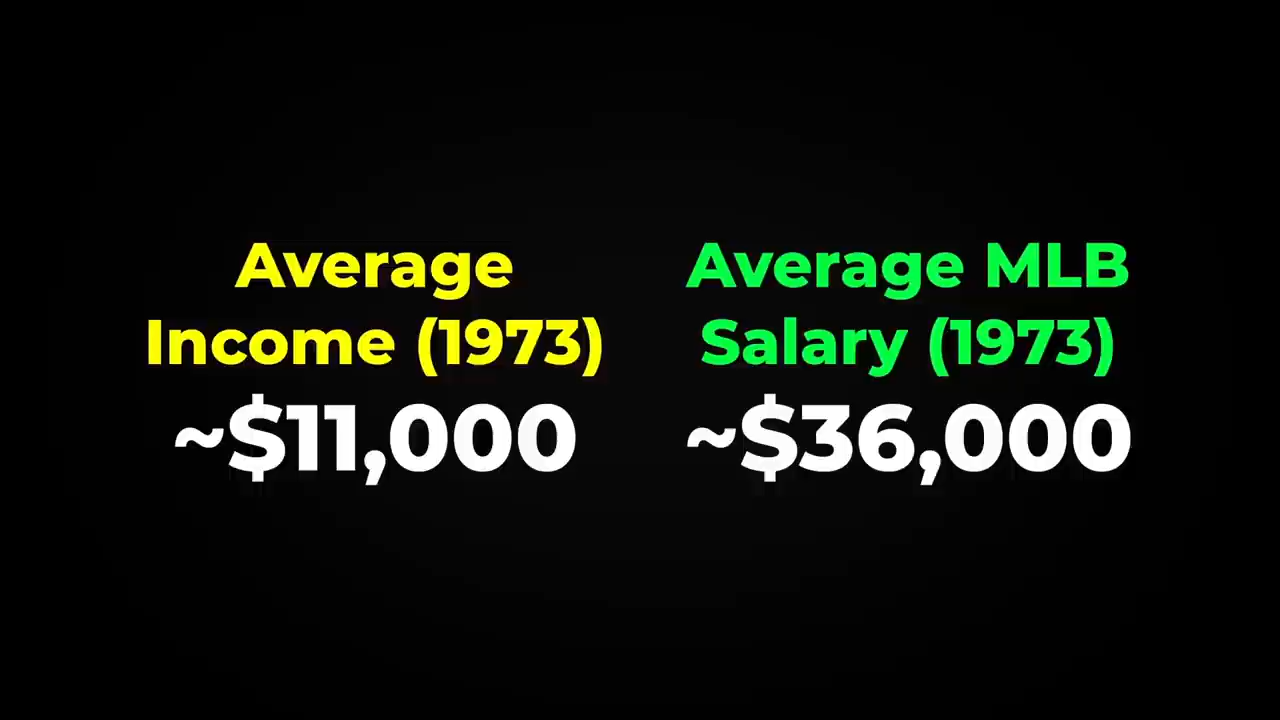 Average
Income (1973)
~$11,000
Average MLB
Salary (1973)
~$36,000